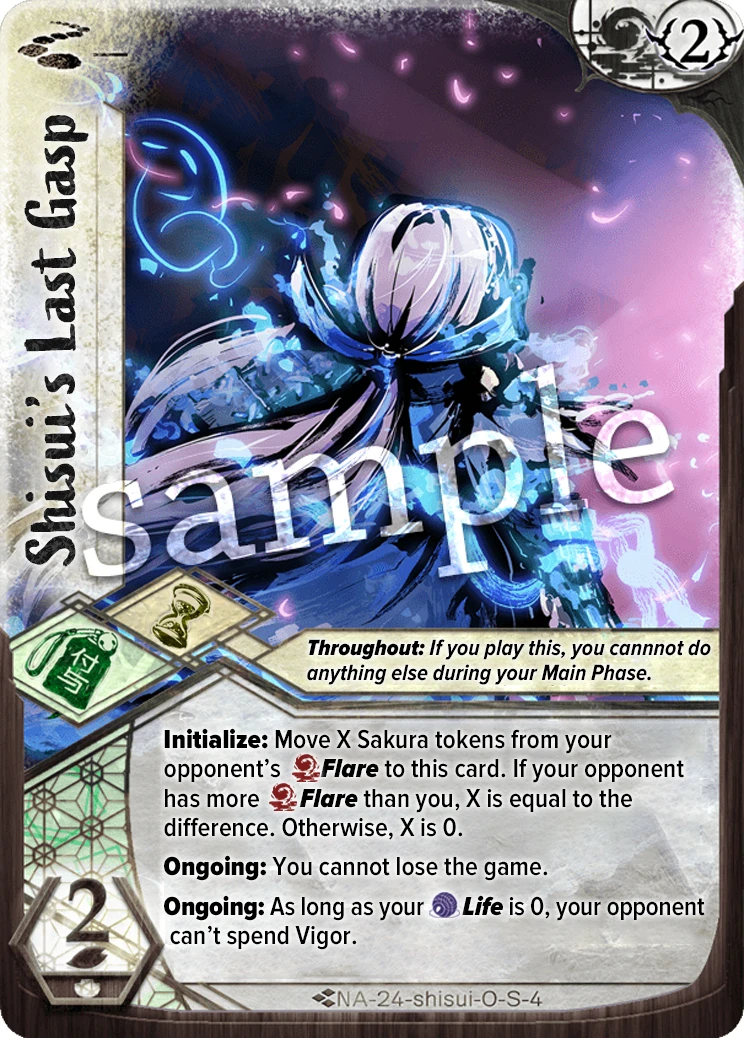 2
Shisui's Last Gasp
sample
付与
Throughout: If you play this, you cannnot do
anything else during your Main Phase.
Initialize: Move X Sakura tokens from your
opponent's Flare to this card. If your opponent
has more Flare than you, X is equal to the
difference. Otherwise, X is 0.
Ongoing: You cannot lose the game.
Ongoing: As long as your Life is 0, your opponent
can't spend Vigor.
2
NA-24-shisui-O-S-4